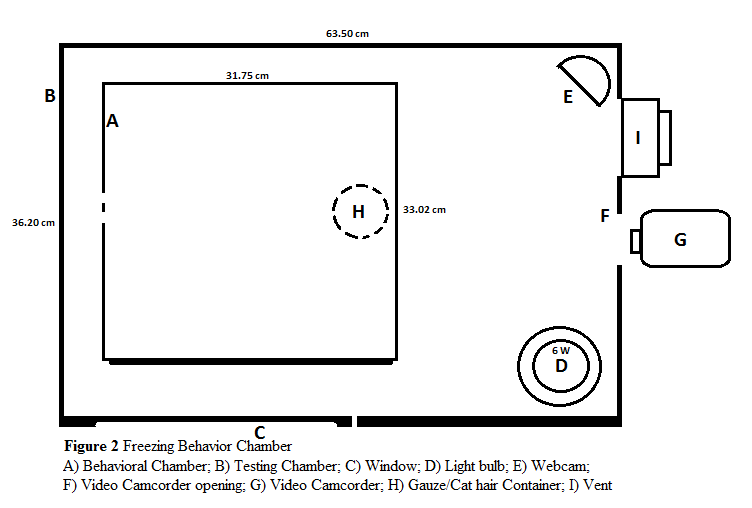 63.50 cm
31.75 cm
B
A
E
I
H
33.02 cm
F
36.20 cm
G
6 W
D
C
Figure 2 Freezing Behavior Chamber
A) Behavioral Chamber; B) Testing Chamber; C) Window; D) Light bulb; E) Webcam;
F) Video Camcorder opening; G) Video Camcorder; H) Gauze/Cat hair Container; I) Vent